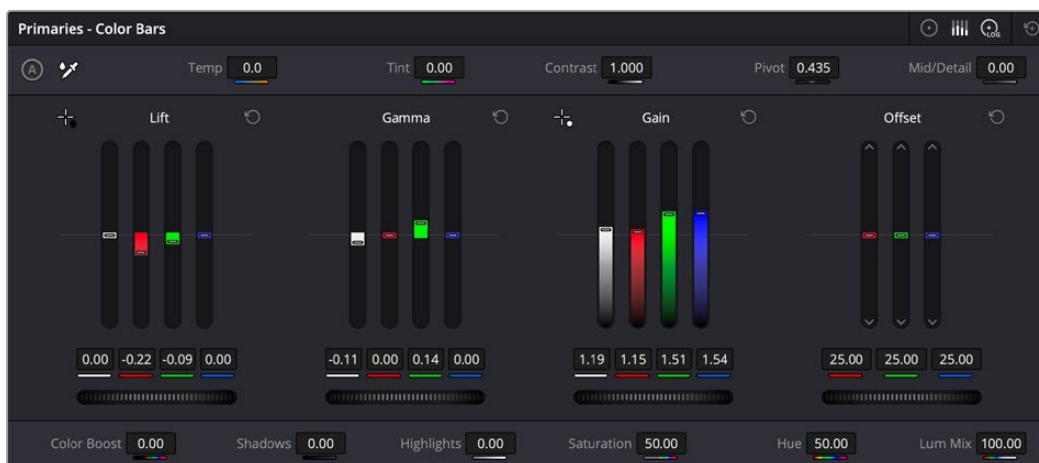 Primaries - Color Bars
LOG
A Temp 0.0 Tint 0.00 Contrast 1.000 Pivot 0.435 Mid/Detail 0.00
Lift Gamma Gain Offset
0.00 -0.22 -0.09 0.00 -0.11 0.00 0.14 0.00 1.19 1.15 1.51 1.54 25.00 25.00 25.00
Color Boost 0.00 Shadows 0.00 Highlights 0.00 Saturation 50.00 Hue 50.00 Lum Mix 100.00